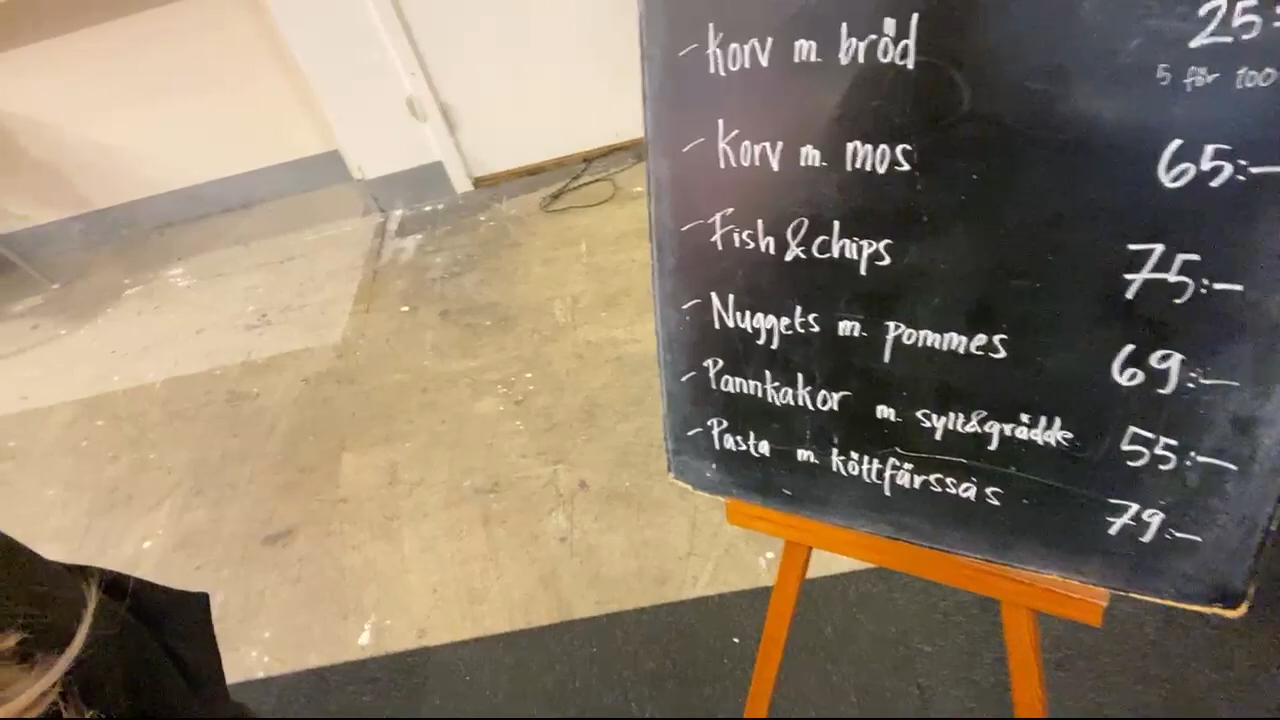 - Korv m. bröd 25:
5 för 100
- Korv m. mos 65:-
- Fish & chips 75:-
- Nuggets m. pommes 69:-
- Pannkakor m. sylt&grädde 55:-
- Pasta m. köttfärssås 79:-